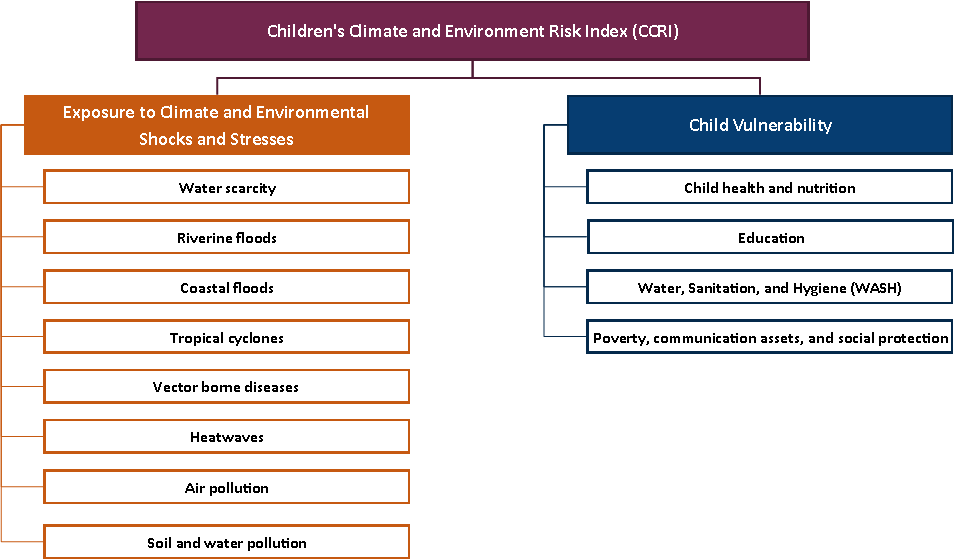 Children's Climate and Environment Risk Index (CCRI)
Exposure to Climate and Environmental
Shocks and Stresses
Water scarcity
Riverine floods
Coastal floods
Tropical cyclones
Vector borne diseases
Heatwaves
Air pollution
Soil and water pollution
Child Vulnerability
Child health and nutrition
Education
Water, Sanitation, and Hygiene (WASH)
Poverty, communication assets, and social protection